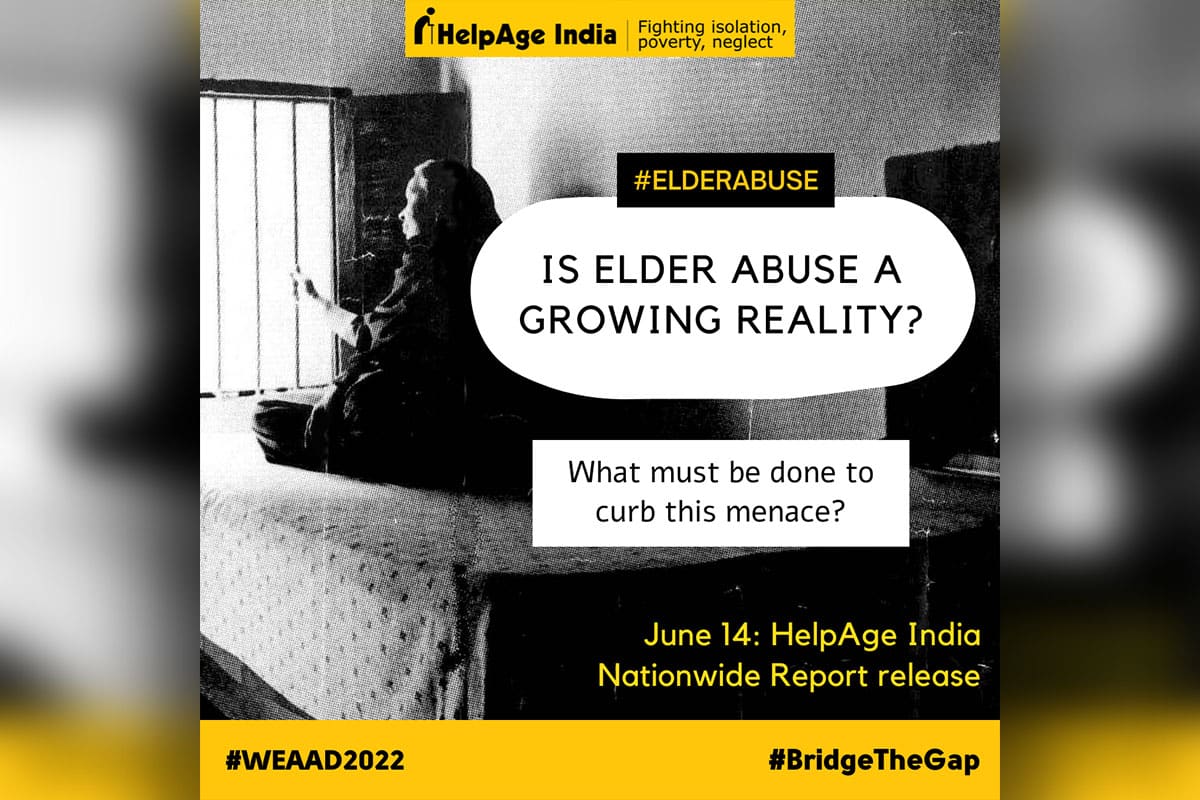 HelpAge India
Fighting isolation,
poverty, neglect
#ELDERABUSE
IS ELDER ABUSE A
GROWING REALITY?
What must be done to
curb this menace?
June 14: HelpAge India
Nationwide Report release
#WEAAD2022
#BridgeTheGap